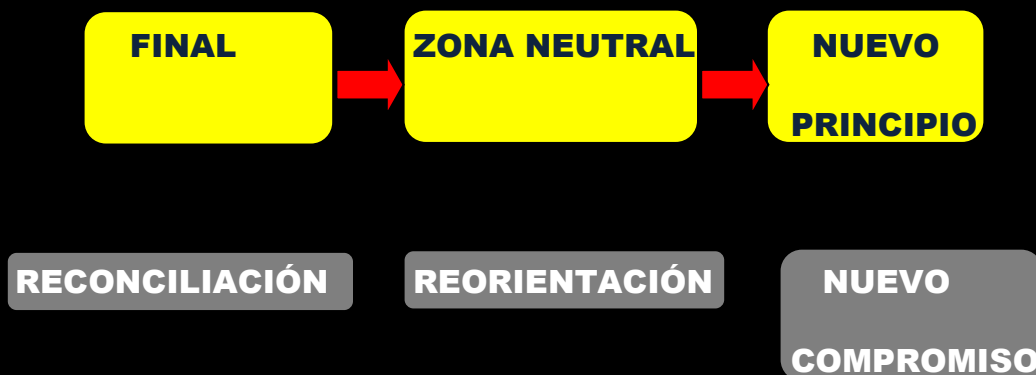 FINAL
ZONA NEUTRAL
NUEVO
PRINCIPIO
RECONCILIACIÓN
REORIENTACIÓN
NUEVO
COMPROMISO